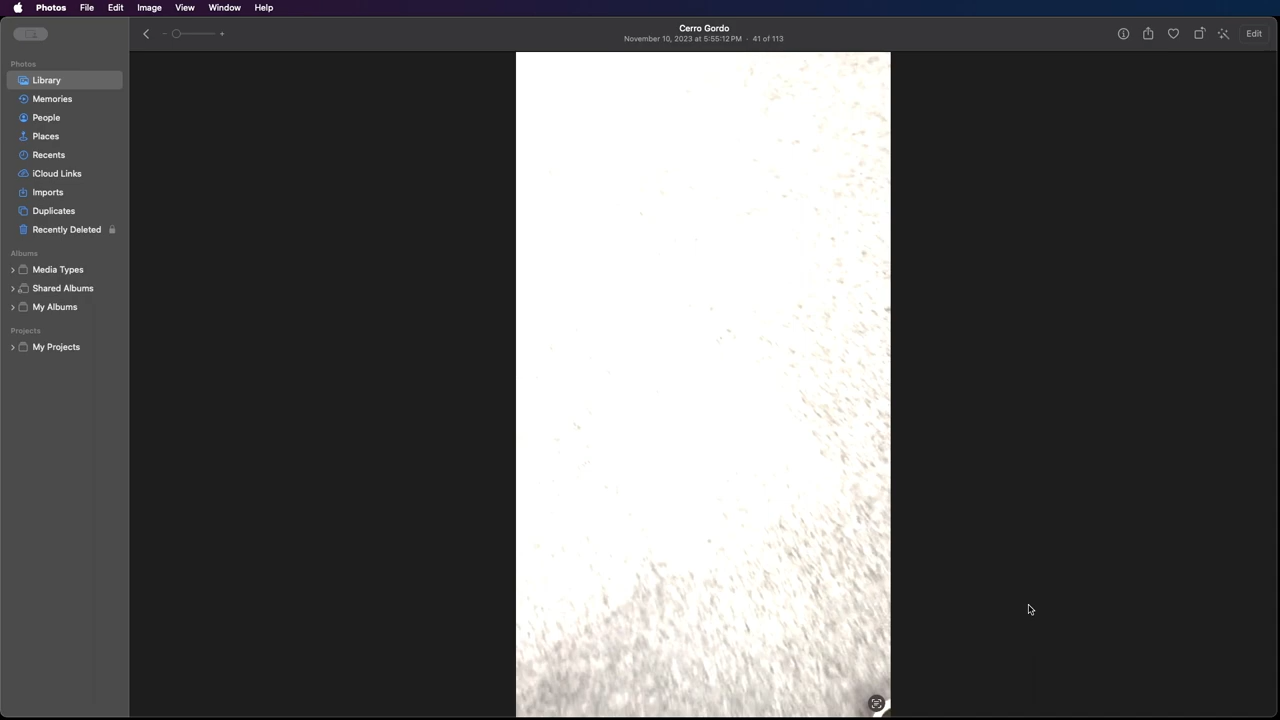 Photos File Edit Image View Window Help
Cerro Gordo
November 10, 2023 at 5:55:12 PM · 41 of 113
Edit
Photos
Library
Memories
People
Places
Recents
iCloud Links
Imports
Duplicates
Recently Deleted
Albums
Media Types
Shared Albums
My Albums
Projects
My Projects